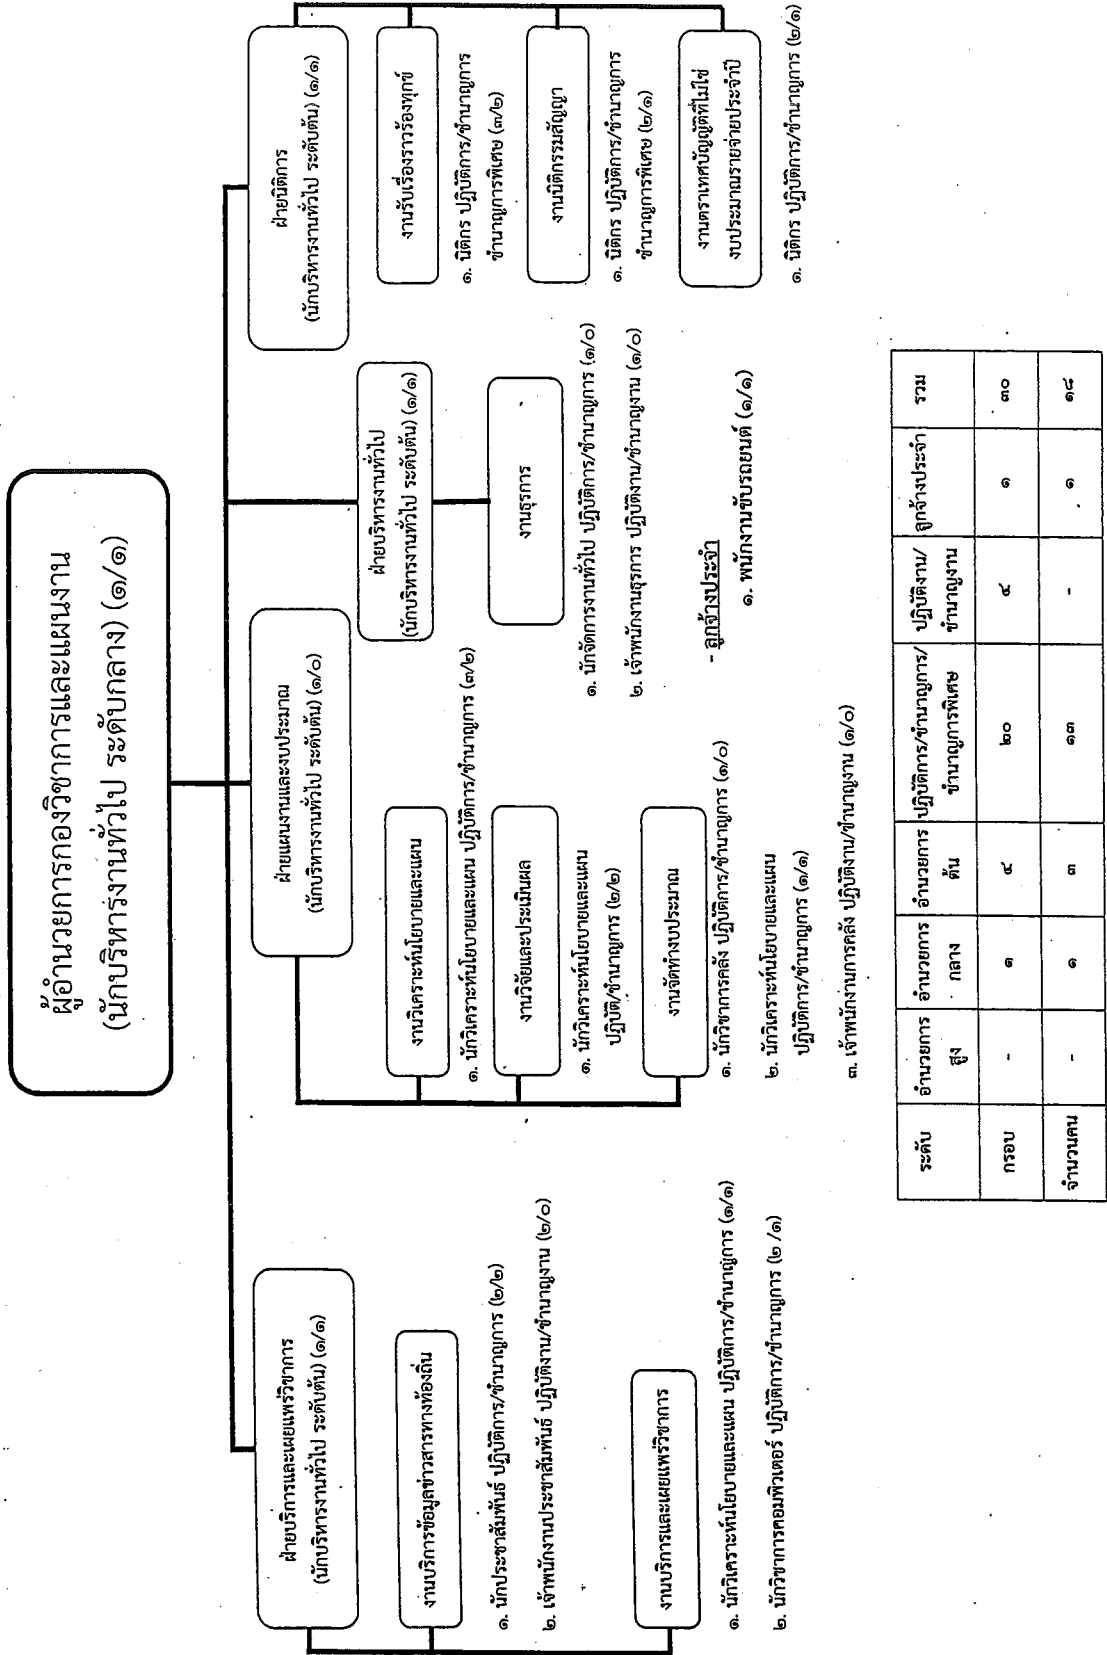 ผู้อำนวยการกองวิชาการและแผนงาน
(นักบริหารงานทั่วไป ระดับกลาง) (๑/๑)
ฝ่ายบริการและเผยแพร่วิชาการ
(นักบริหารงานทั่วไป ระดับต้น) (๑/๑)
งานบริการข้อมูลข่าวสารทางท้องถิ่น
๑. นักประชาสัมพันธ์ ปฏิบัติการ/ชำนาญการ (๒/๒)
๒. เจ้าพนักงานประชาสัมพันธ์ ปฏิบัติงาน/ชำนาญงาน (๒/๐)
งานบริการและเผยแพร่วิชาการ
๑. นักวิเคราะห์นโยบายและแผน ปฏิบัติการ/ชำนาญการ (๑/๑)
๒. นักวิชาการคอมพิวเตอร์ ปฏิบัติการ/ชำนาญการ (๒ /๑)
ฝ่ายแผนงานและงบประมาณ
(นักบริหารงานทั่วไป ระดับต้น) (๑/๐)
งานวิเคราะห์นโยบายและแผน
๑. นักวิเคราะห์นโยบายและแผน ปฏิบัติการ/ชำนาญการ (๓/๒)
งานวิจัยและประเมินผล
๑. นักวิเคราะห์นโยบายและแผน
ปฏิบัติ/ชำนาญการ (๒/๒)
งานจัดทำงบประมาณ
๑. นักวิชาการคลัง ปฏิบัติการ/ชำนาญการ (๑/๐)
๒. นักวิเคราะห์นโยบายและแผน
ปฏิบัติการ/ชำนาญการ (๑/๑)
๓. เจ้าพนักงานการคลัง ปฏิบัติงาน/ชำนาญงาน (๑/๐)
ฝ่ายบริหารงานทั่วไป
(นักบริหารงานทั่วไป ระดับต้น) (๑/๑)
งานธุรการ
๑. นักจัดการงานทั่วไป ปฏิบัติการ/ชำนาญการ (๑/๐)
๒. เจ้าพนักงานธุรการ ปฏิบัติงาน/ชำนาญงาน (๑/๐)
- ลูกจ้างประจำ
๑. พนักงานขับรถยนต์ (๑/๑)
ฝ่ายนิติการ
(นักบริหารงานทั่วไป ระดับต้น) (๑/๑)
งานรับเรื่องราวร้องทุกข์
๑. นิติกร ปฏิบัติการ/ชำนาญการ
ชำนาญการพิเศษ (๓/๒)
งานนิติกรรมสัญญา
๑. นิติกร ปฏิบัติการ/ชำนาญการ
ชำนาญการพิเศษ (๒/๑)
งานตราเทศบัญญัติที่ไม่ใช่
งบประมาณรายจ่ายประจำปี
๑. นิติกร ปฏิบัติการ/ชำนาญการ (๒/๑)
ระดับ อำนวยการสูง อำนวยการกลาง อำนวยการต้น ปฏิบัติการ/ชำนาญการ/ชำนาญการพิเศษ ปฏิบัติงาน/ชำนาญงาน ลูกจ้างประจำ รวม
กรอบ - ๑ ๔ ๒๐ ๔ ๑ ๓๐
จำนวนคน - ๑ ๓ ๑๓ - ๑ ๑๘